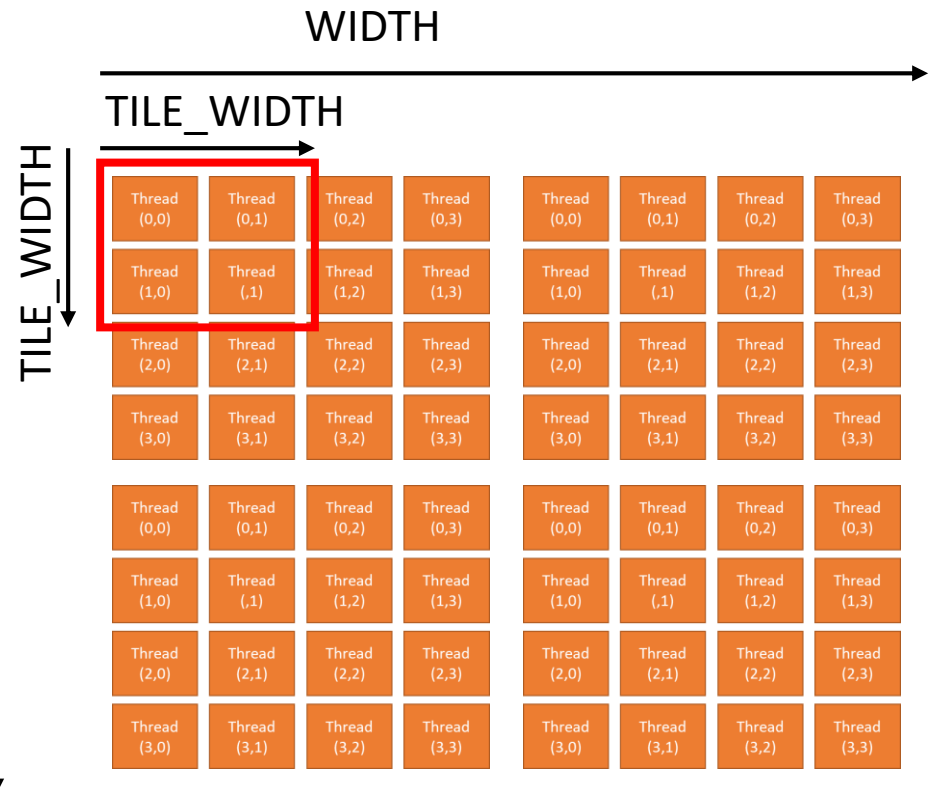 WIDTH
TILE_WIDTH
TILE_WIDTH
Thread Thread Thread Thread Thread Thread Thread Thread
(0,0) (0,1) (0,2) (0,3) (0,0) (0,1) (0,2) (0,3)
Thread Thread Thread Thread Thread Thread Thread Thread
(1,0) (,1) (1,2) (1,3) (1,0) (,1) (1,2) (1,3)
Thread Thread Thread Thread Thread Thread Thread Thread
(2,0) (2,1) (2,2) (2,3) (2,0) (2,1) (2,2) (2,3)
Thread Thread Thread Thread Thread Thread Thread Thread
(3,0) (3,1) (3,2) (3,3) (3,0) (3,1) (3,2) (3,3)
Thread Thread Thread Thread Thread Thread Thread Thread
(0,0) (0,1) (0,2) (0,3) (0,0) (0,1) (0,2) (0,3)
Thread Thread Thread Thread Thread Thread Thread Thread
(1,0) (,1) (1,2) (1,3) (1,0) (,1) (1,2) (1,3)
Thread Thread Thread Thread Thread Thread Thread Thread
(2,0) (2,1) (2,2) (2,3) (2,0) (2,1) (2,2) (2,3)
Thread Thread Thread Thread Thread Thread Thread Thread
(3,0) (3,1) (3,2) (3,3) (3,0) (3,1) (3,2) (3,3)